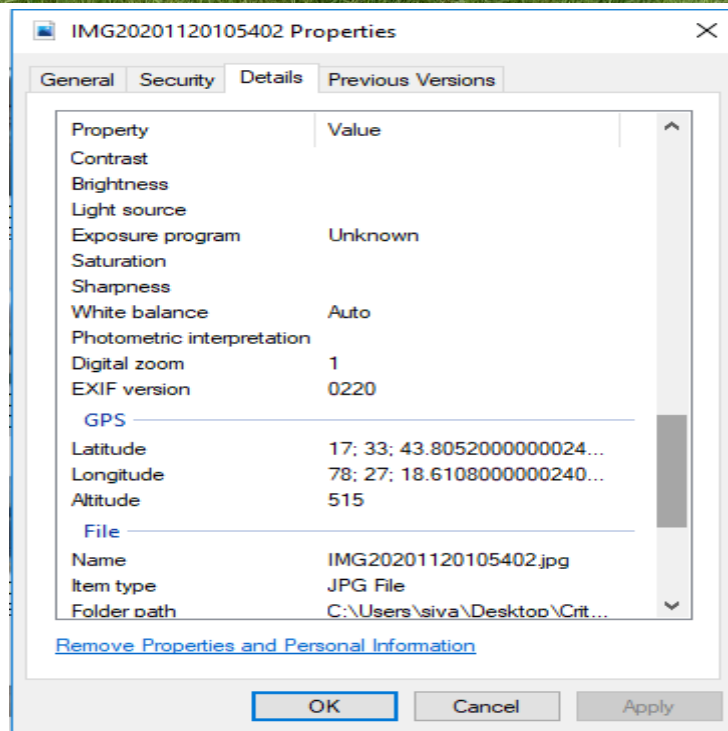 IMG20201120105402 Properties
General Security Details Previous Versions
Property Value
Contrast
Brightness
Light source
Exposure program Unknown
Saturation
Sharpness
White balance Auto
Photometric interpretation
Digital zoom 1
EXIF version 0220
GPS
Latitude 17; 33; 43.8052000000024...
Longitude 78; 27; 18.6108000000240...
Altitude 515
File
Name IMG20201120105402.jpg
Item type JPG File
Folder path C:\Users\siva\Desktop\Crit...
Remove Properties and Personal Information
OK Cancel Apply